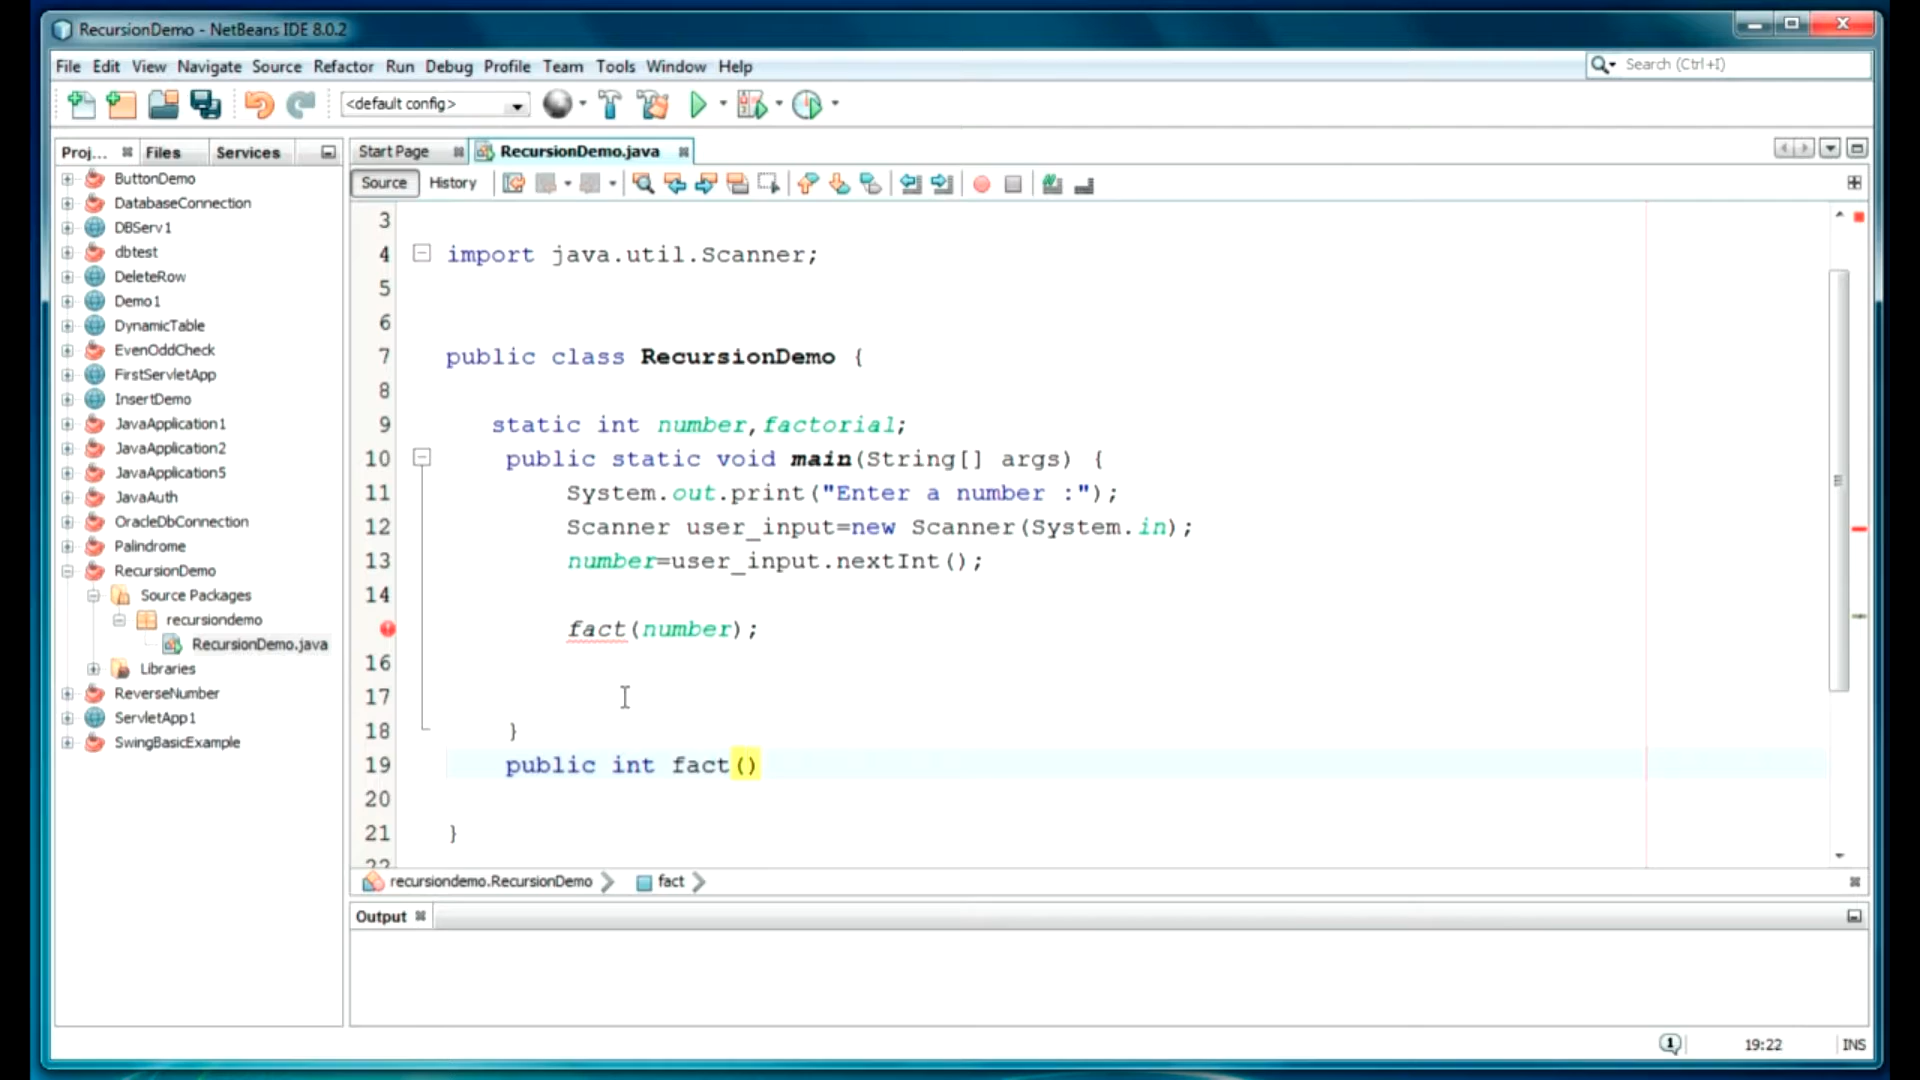 RecursionDemo - NetBeans IDE 8.0.2
File Edit View Navigate Source Refactor Run Debug Profile Team Tools Window Help
Search (Ctrl+I)
<default config>
Proj... Files Services
Start Page RecursionDemo.java
Source History
ButtonDemo
DatabaseConnection
DBServ1
dbtest
DeleteRow
Demo1
DynamicTable
EvenOddCheck
FirstServletApp
InsertDemo
JavaApplication1
JavaApplication2
JavaApplication5
JavaAuth
OracleDbConnection
Palindrome
RecursionDemo
Source Packages
recursiondemo
RecursionDemo.java
Libraries
ReverseNumber
ServletApp1
SwingBasicExample
3
4 import java.util.Scanner;
5
6
7 public class RecursionDemo {
8
9 static int number,factorial;
10 public static void main(String[] args) {
11 System.out.print("Enter a number :");
12 Scanner user_input=new Scanner(System.in);
13 number=user_input.nextInt();
14
fact(number);
16
17
18 }
19 public int fact()
20
21 }
22
recursiondemo.RecursionDemo fact
Output
1 19:22 INS